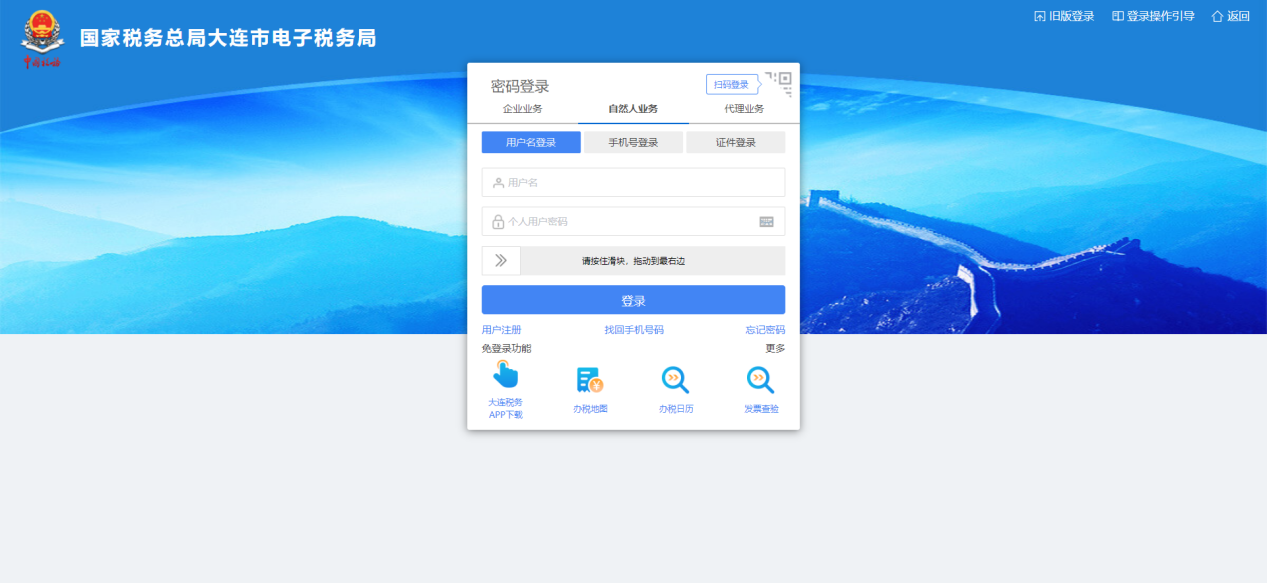 旧版登录 登录操作引导 返回
国家税务总局大连市电子税务局
中国税务
密码登录 扫码登录
企业业务 自然人业务 代理业务
用户名登录 手机号登录 证件登录
用户名
个人用户密码
请按住滑块，拖动到最右边
登录
用户注册 找回手机号码 忘记密码
免登录功能 更多
大连税务 办税地图 办税日历 发票查验
APP下载